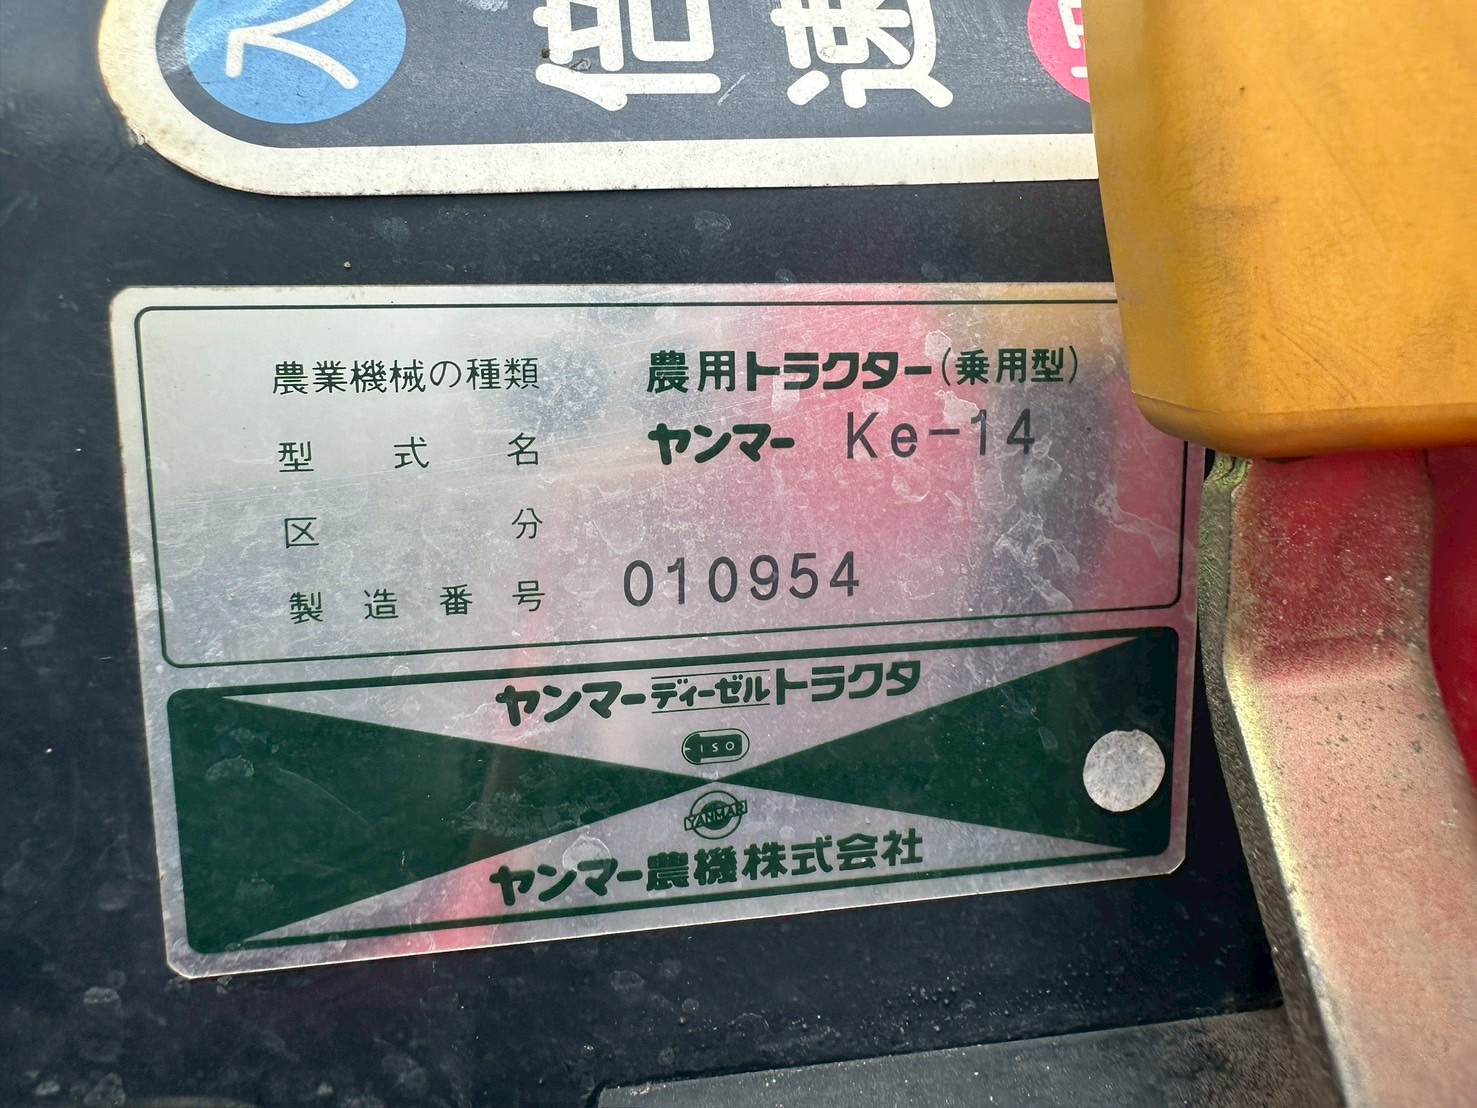 入 倍速
農業機械の種類 農用トラクター(乗用型)
型式名 ヤンマー Ke-14
区分
製造番号 010954
ヤンマーディーゼルトラクタ
ISO
YANMAR
ヤンマー農機株式会社